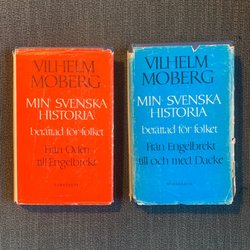 VILHELM
MOBERG
MIN SVENSKA
HISTORIA
berättad för folket
Från Oden
till Engelbrekt
VILHELM
MOBERG
MIN SVENSKA
HISTORIA
berättad för folket
Från Engelbrekt
till och med Dacke
NORSTEDTS